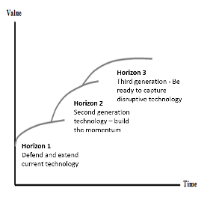 Value
Horizon 3
Third generation - Be
ready to capture
disruptive technology
Horizon 2
Second generation
technology – build
the momentum
Horizon 1
Defend and extend
current technology
Time